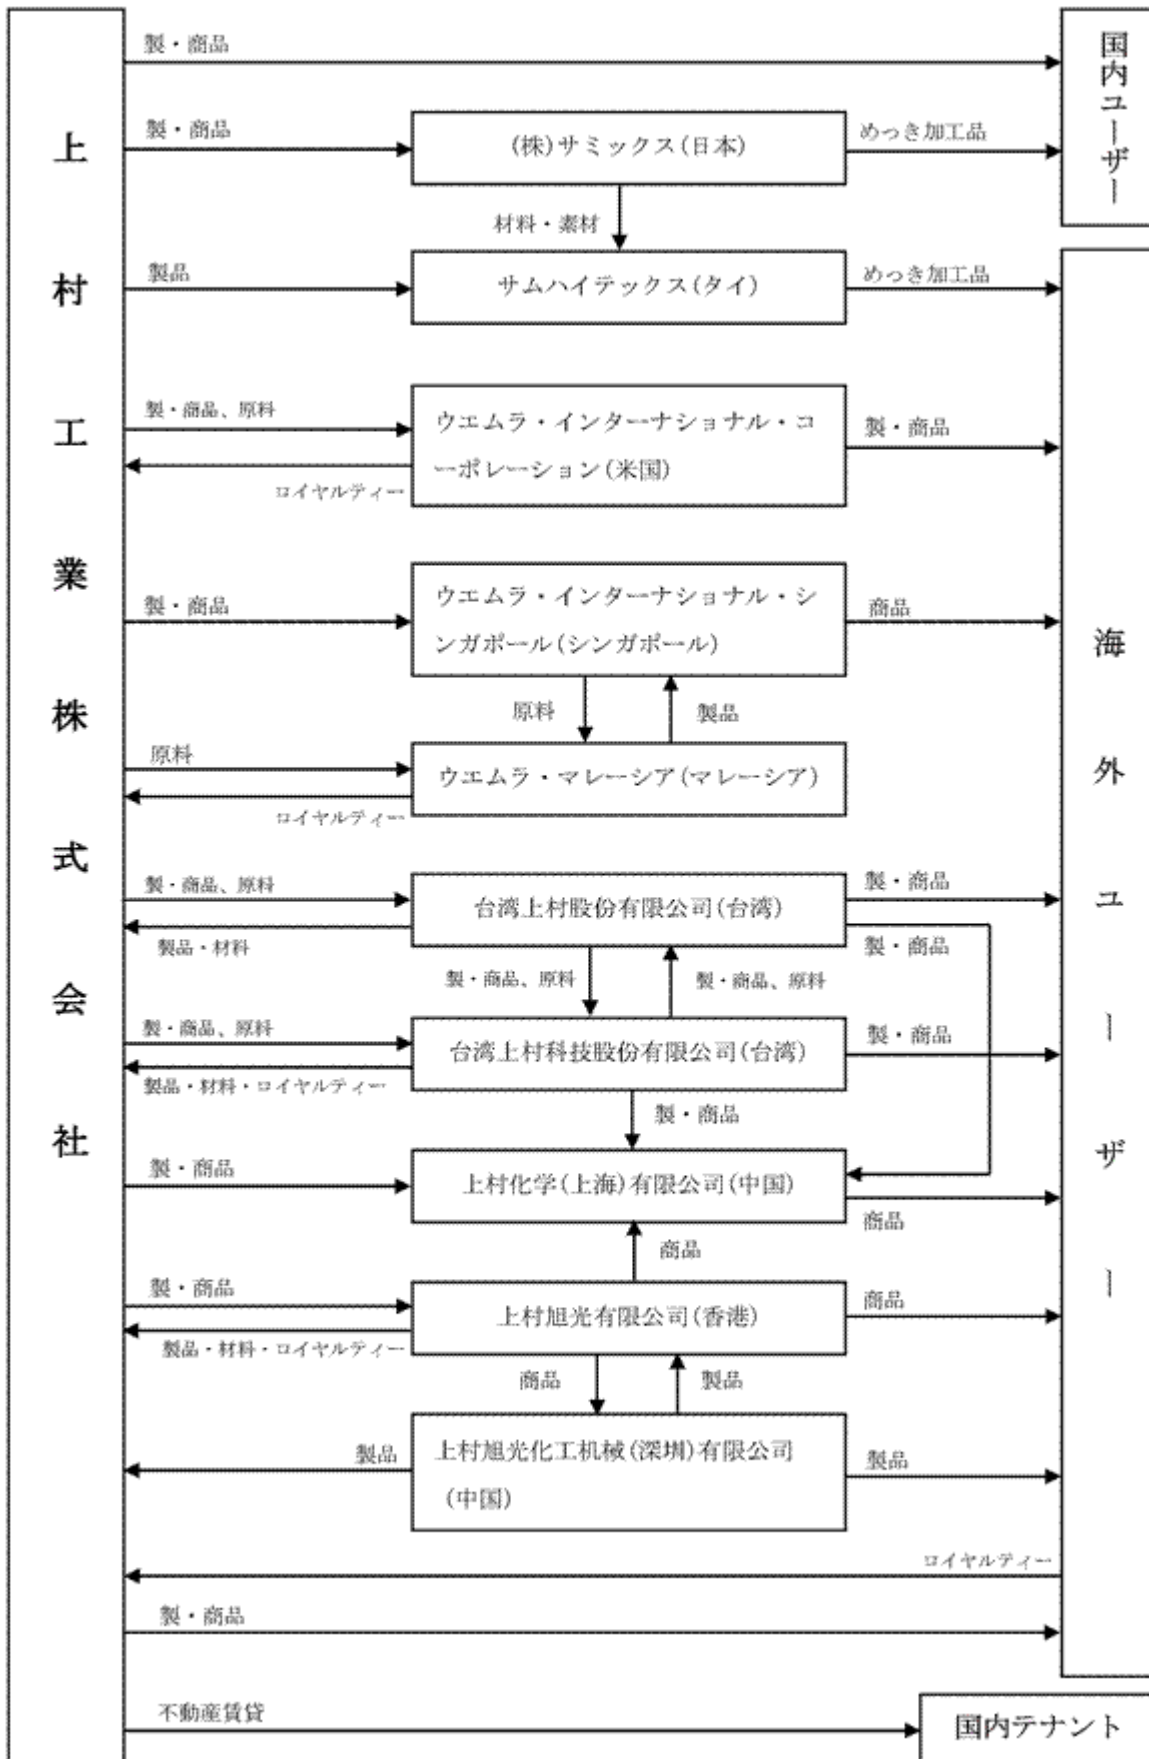 上村工業株式会社
製・商品
国内ユーザー
製・商品
(株)サミックス(日本)
めっき加工品
材料・素材
製品
サムハイテックス(タイ)
めっき加工品
海外ユーザー
製・商品、原料
ウエムラ・インターナショナル・コ
ーポレーション(米国)
製・商品
ロイヤルティー
製・商品
ウエムラ・インターナショナル・シ
ンガポール(シンガポール)
商品
原料
製品
原料
ウエムラ・マレーシア(マレーシア)
ロイヤルティー
製・商品、原料
台湾上村股份有限公司(台湾)
製・商品
製品・材料
製・商品
製・商品、原料
製・商品、原料
製・商品、原料
台湾上村科技股份有限公司(台湾)
製・商品
製品・材料・ロイヤルティー
製・商品
製・商品
上村化学(上海)有限公司(中国)
商品
商品
製・商品
上村旭光有限公司(香港)
商品
製品・材料・ロイヤルティー
商品
製品
製品
上村旭光化工机械(深圳)有限公司
(中国)
製品
ロイヤルティー
製・商品
不動産賃貸
国内テナント